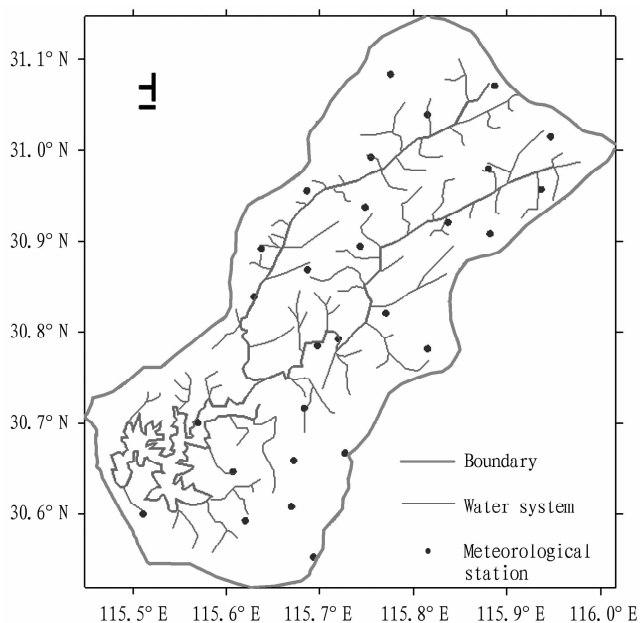 31.1° N
31.0° N
30.9° N
30.8° N
30.7° N
30.6° N
Boundary
Water system
Meteorological
station
115.5° E 115.6° E 115.7° E 115.8° E 115.9° E 116.0° E